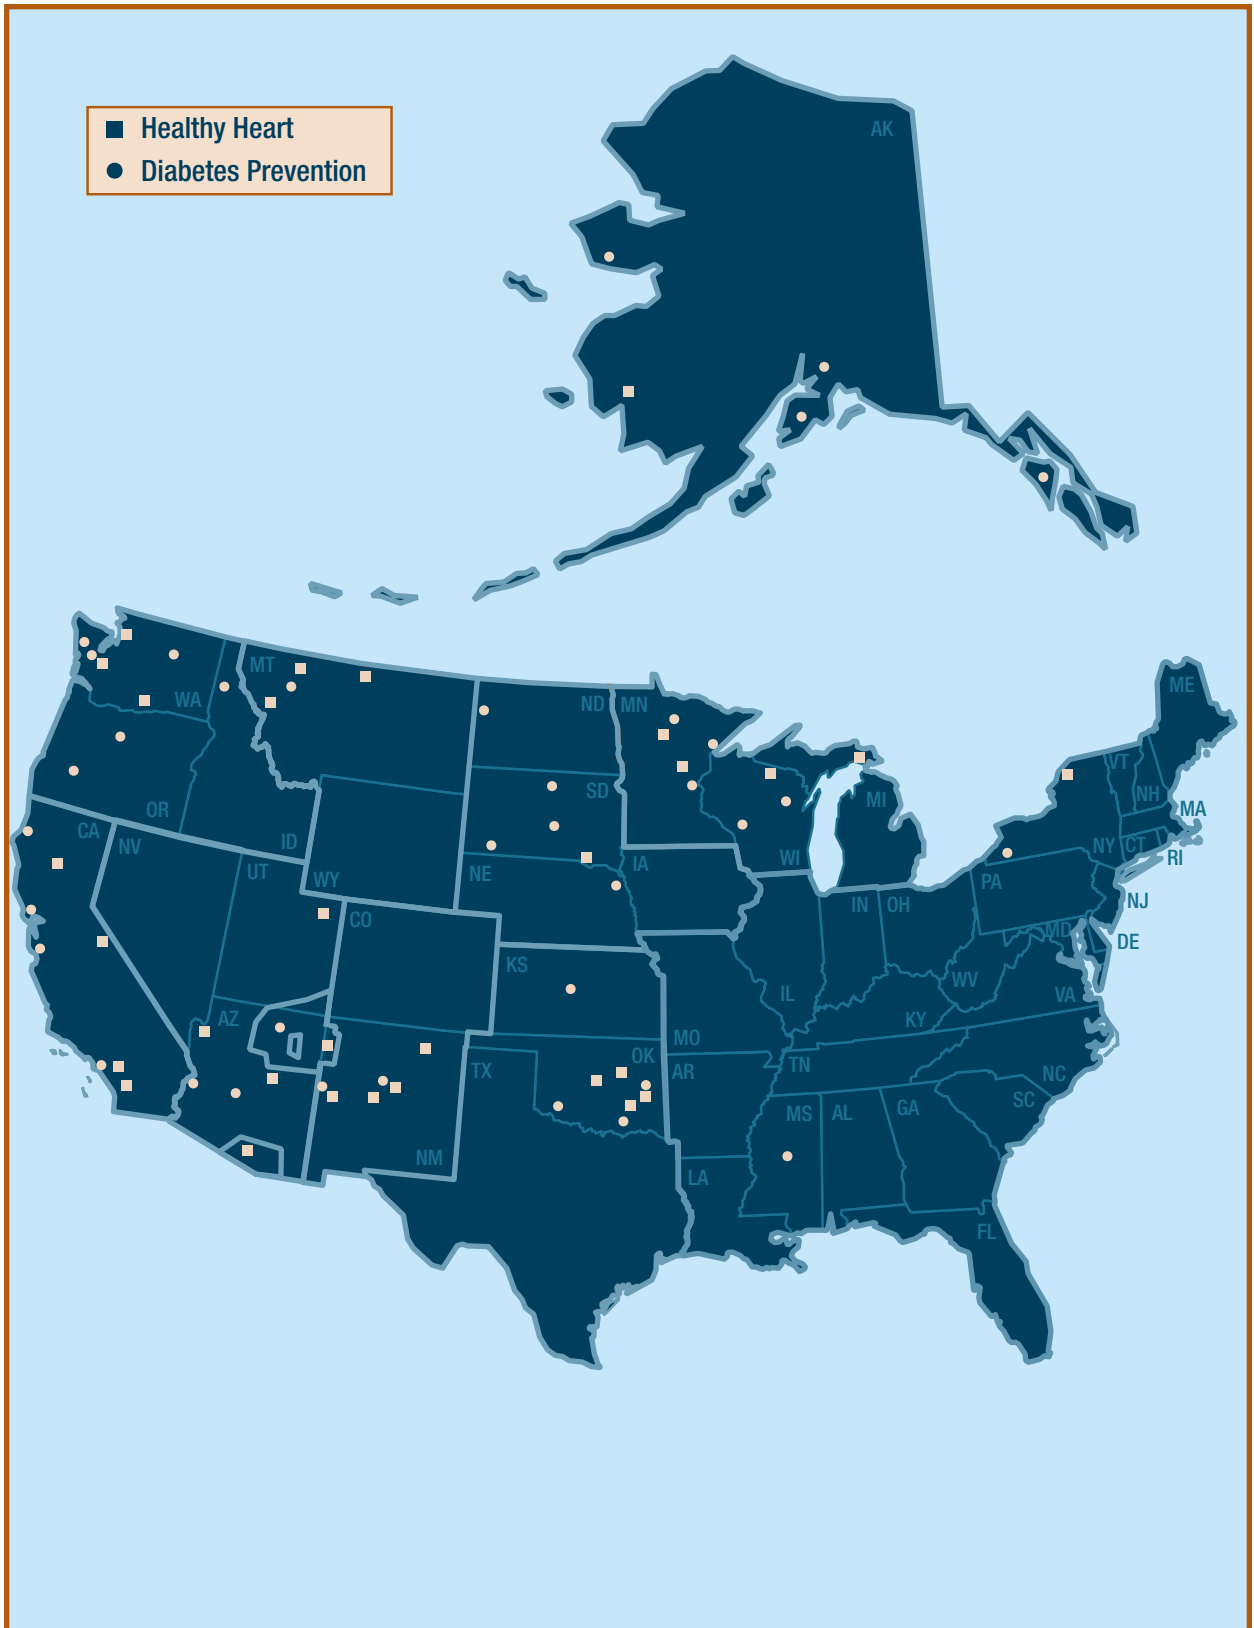 Healthy Heart
Diabetes Prevention
AK
WA
MT
ND
MN
ME
OR
ID
SD
WI
MI
VT
NH
NY
MA
CT
RI
CA
NV
UT
WY
NE
IA
IN
OH
PA
NJ
MD
DE
CO
KS
IL
WV
VA
KY
AZ
MO
TN
NC
NM
TX
OK
AR
MS
AL
GA
SC
LA
FL